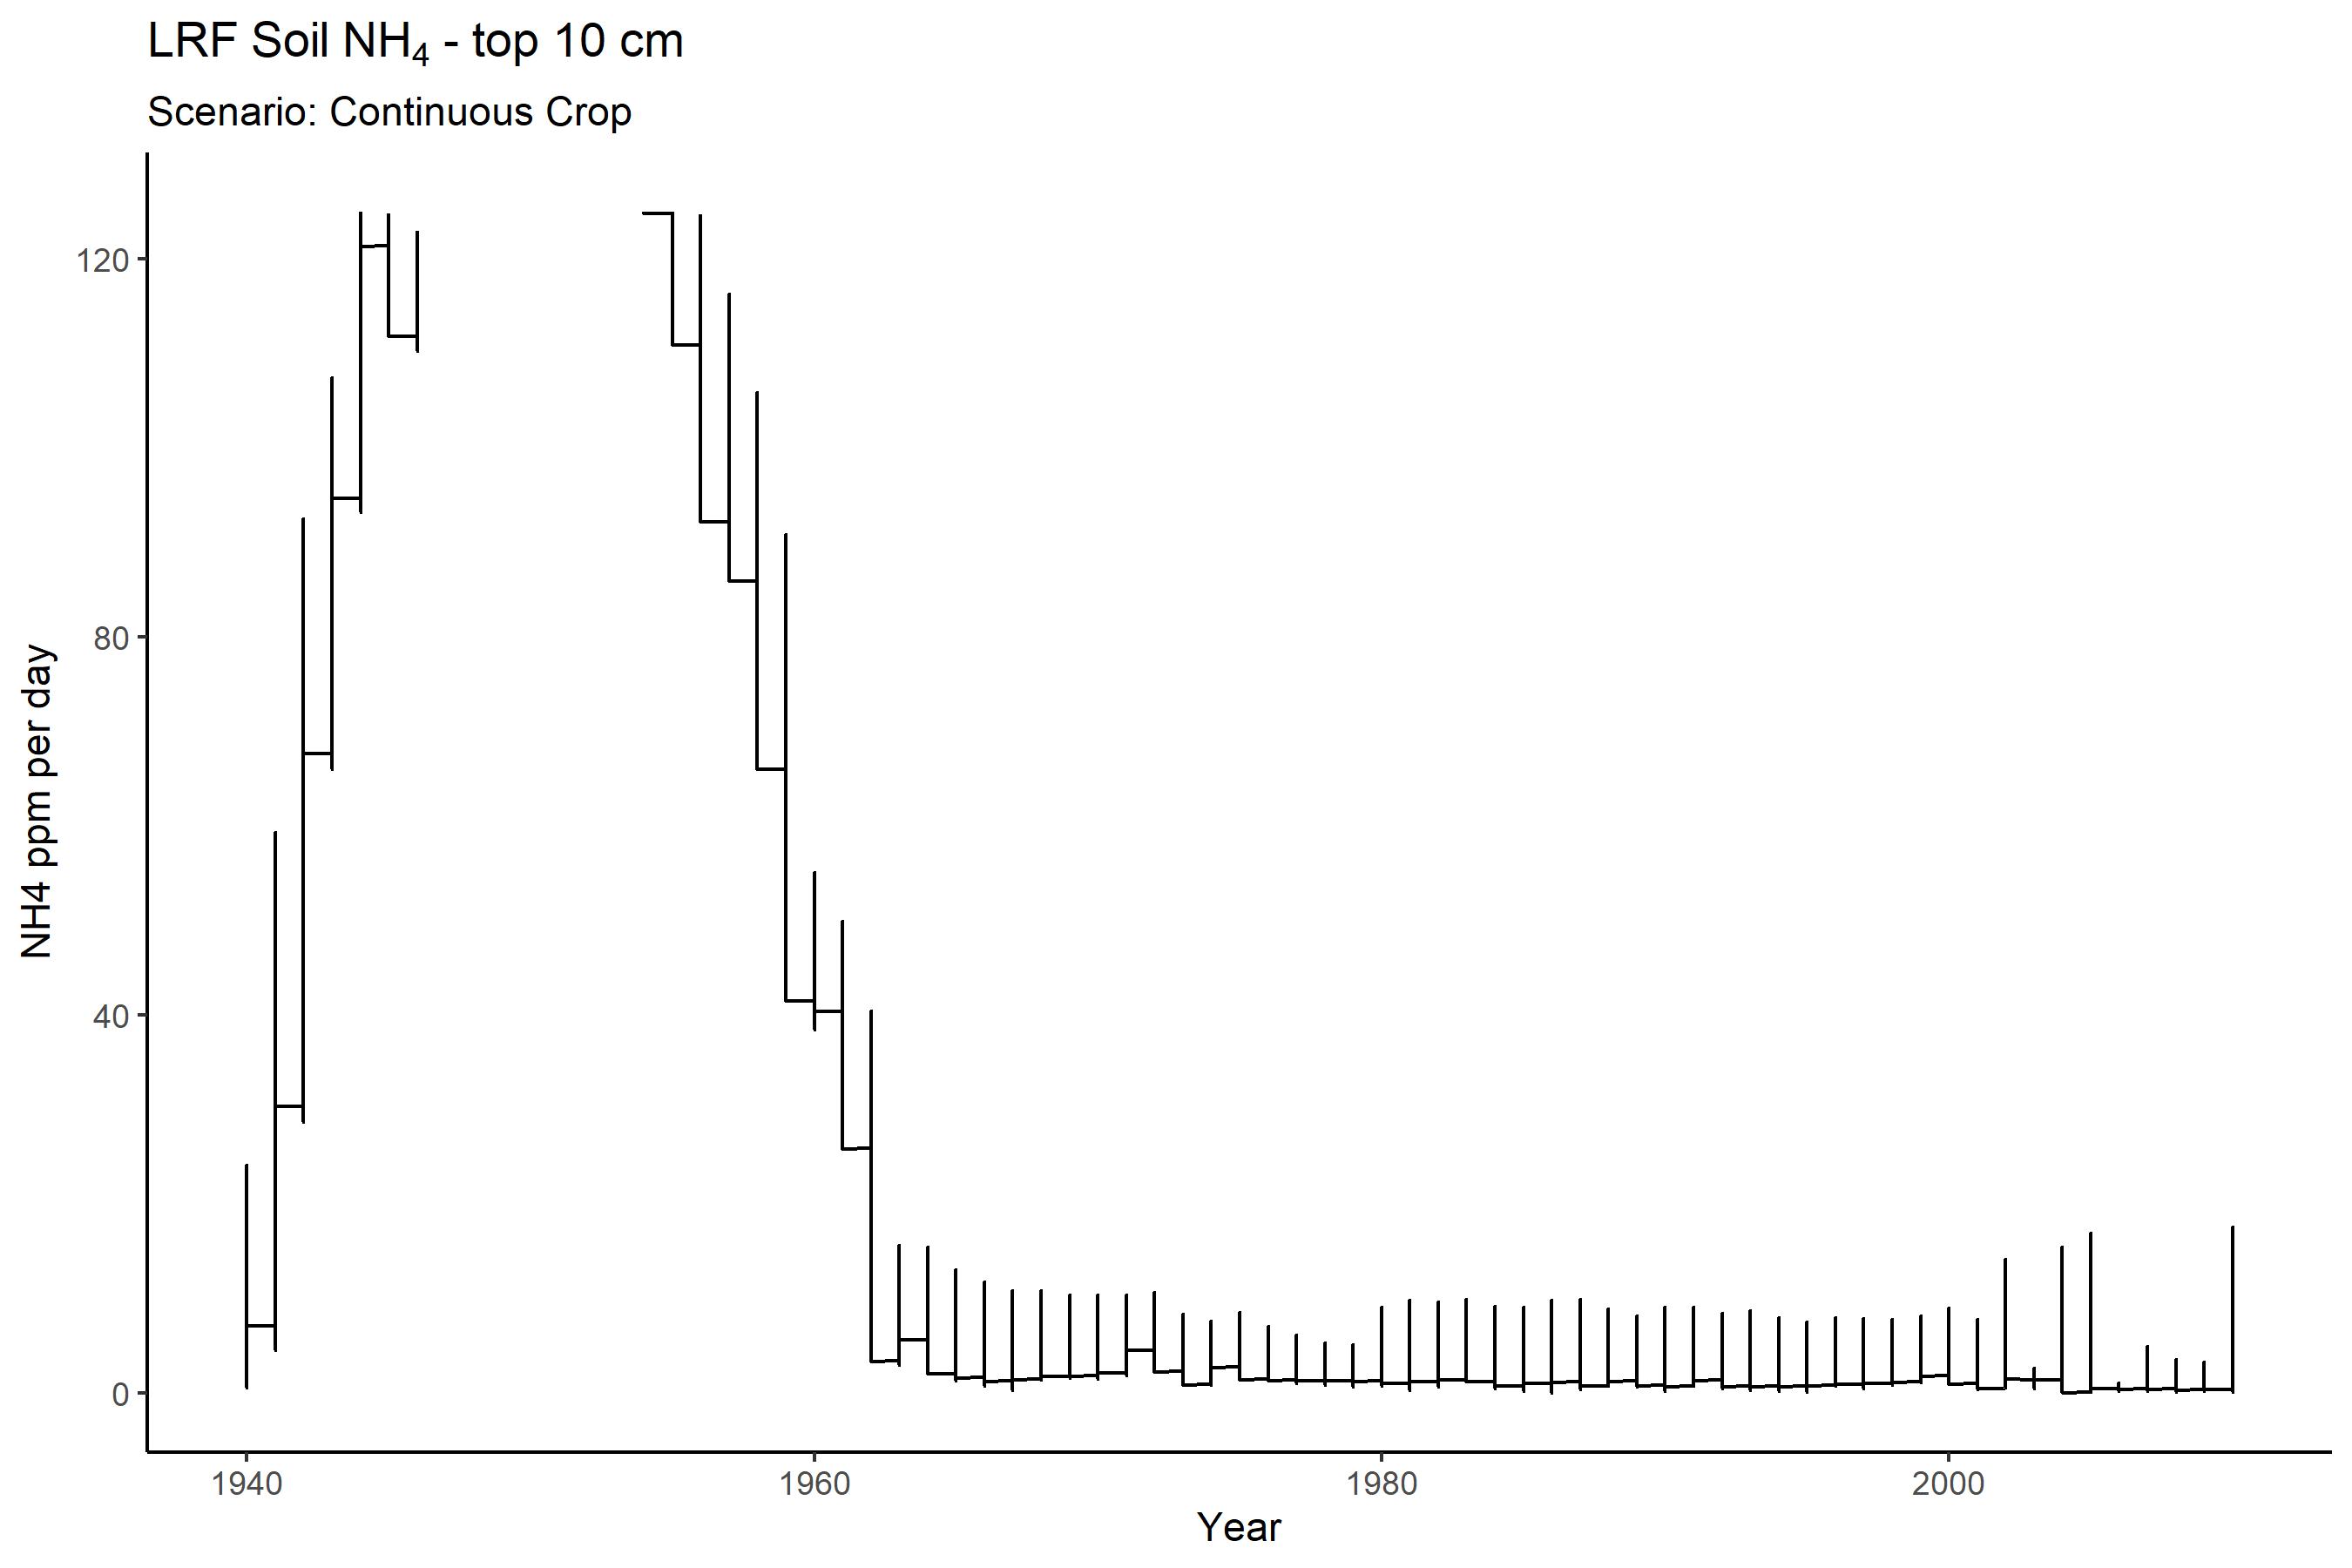 LRF Soil NH₄ - top 10 cm
Scenario: Continuous Crop
NH4 ppm per day
120
80
40
0
1940 1960 1980 2000
Year